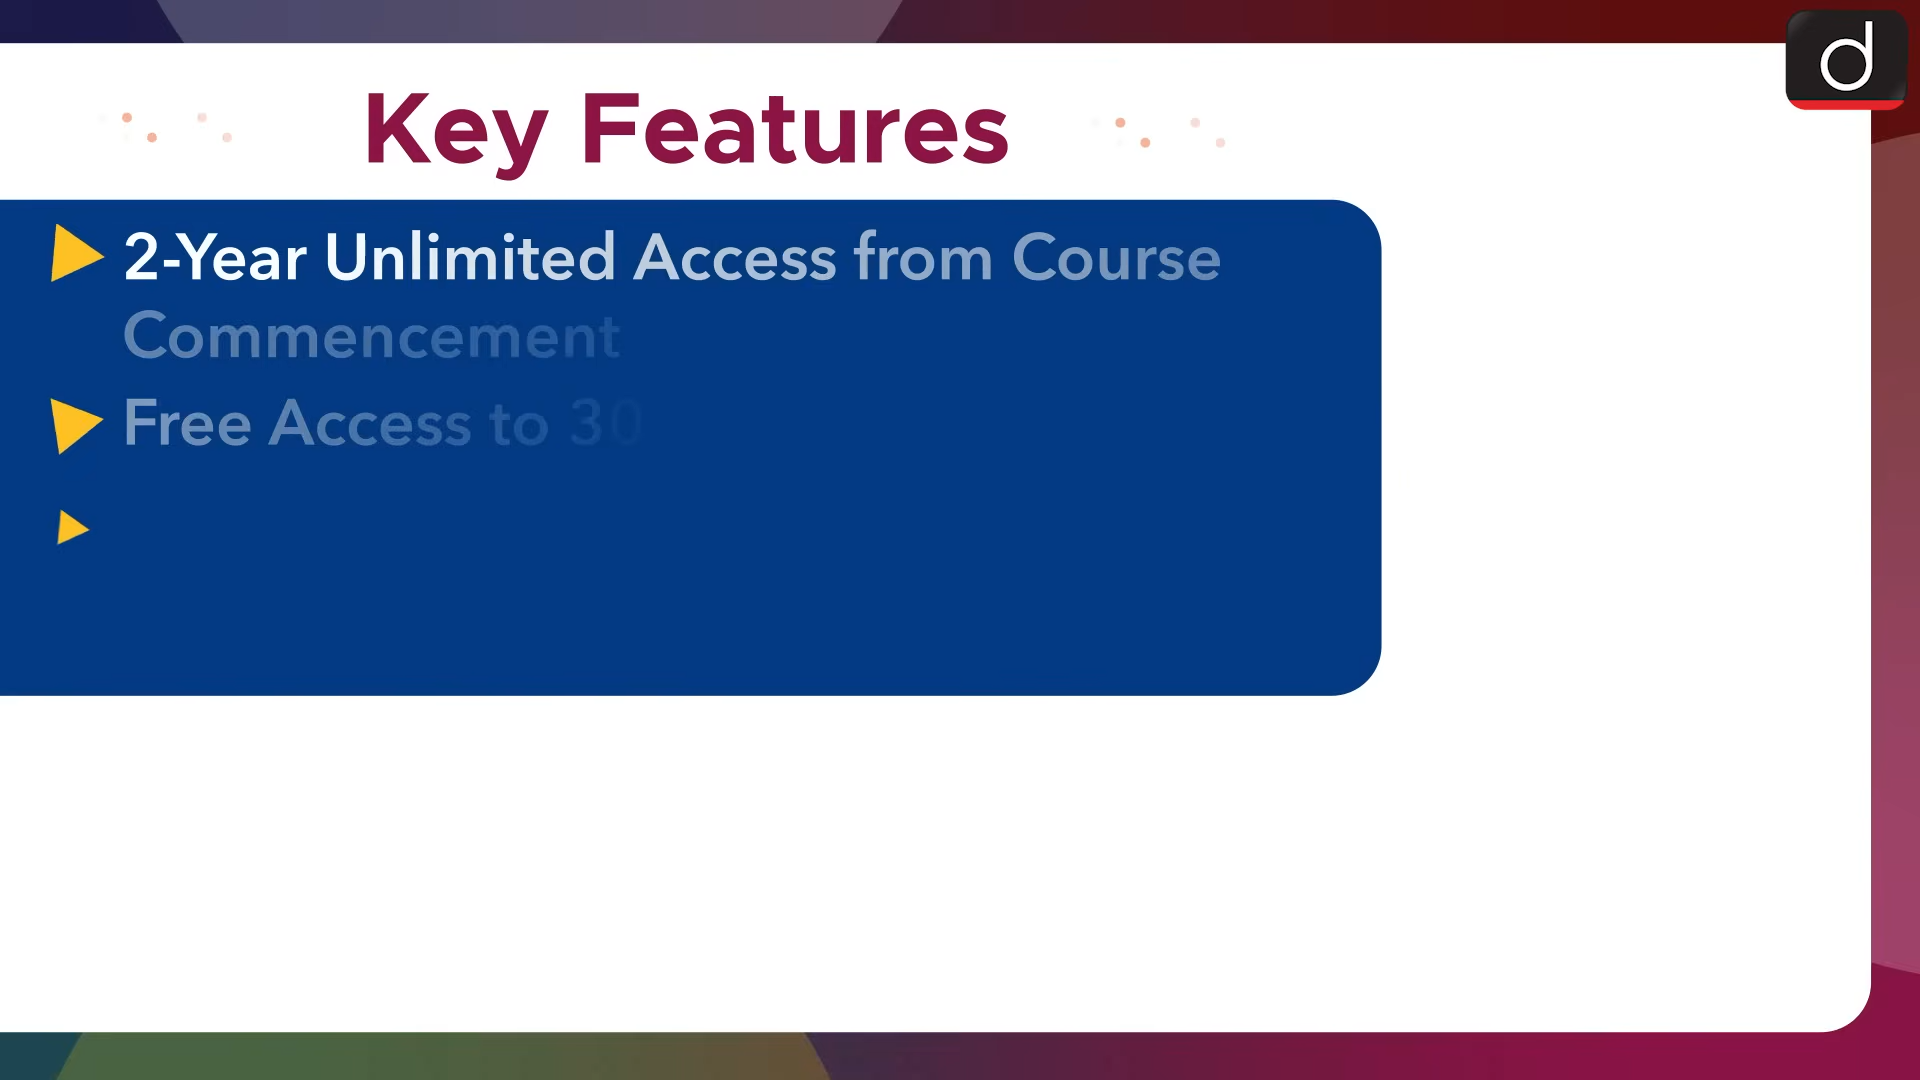 Key Features
2-Year Unlimited Access from Course
Commencement
Free Access to 30
d